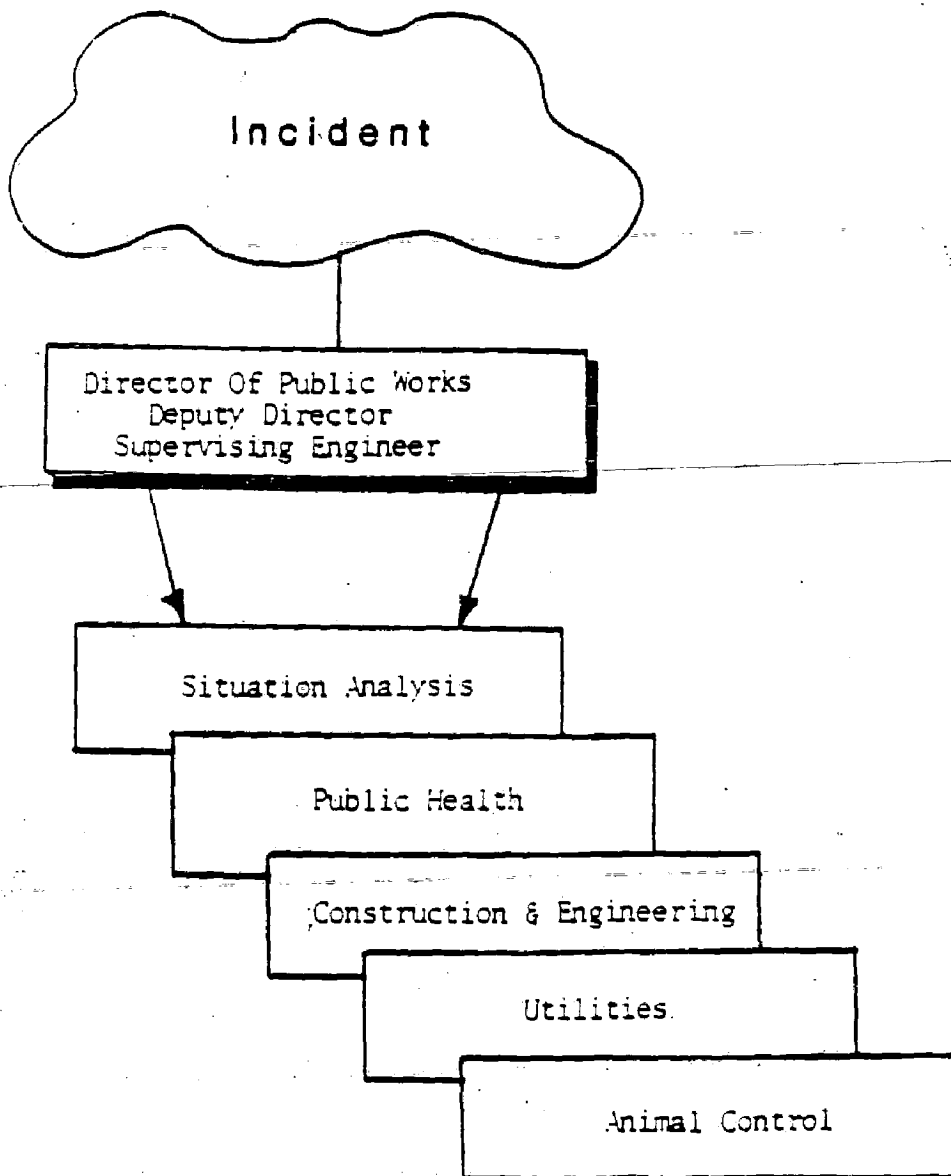 Incident
Director Of Public Works
Deputy Director
Supervising Engineer
Situation Analysis
Public Health
Construction & Engineering
Utilities
Animal Control